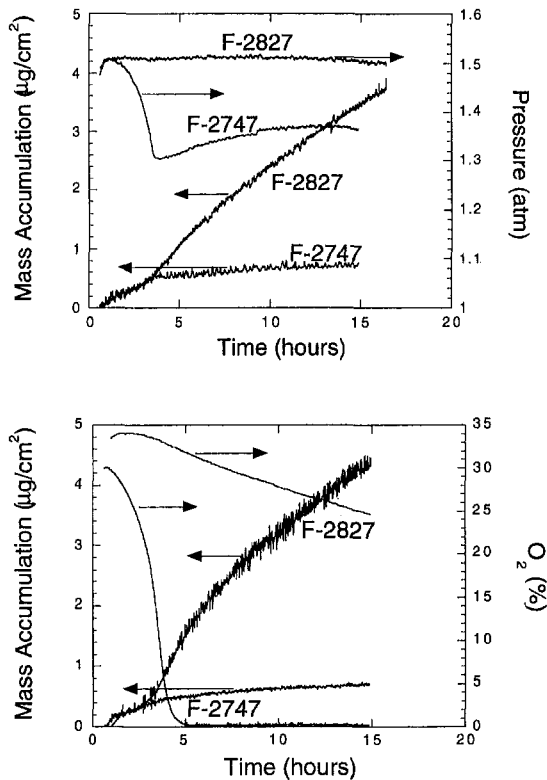 Mass Accumulation (μg/cm²)
5
4
3
2
1
0
F-2827
F-2747
F-2827
F-2747
1.6
1.5
1.4
1.3
1.2
1.1
1
Pressure (atm)
0 5 10 15 20
Time (hours)
Mass Accumulation (μg/cm²)
5
4
3
2
1
0
F-2827
F-2747
35
30
25
20
15
10
5
0
O₂ (%)
0 5 10 15 20
Time (hours)